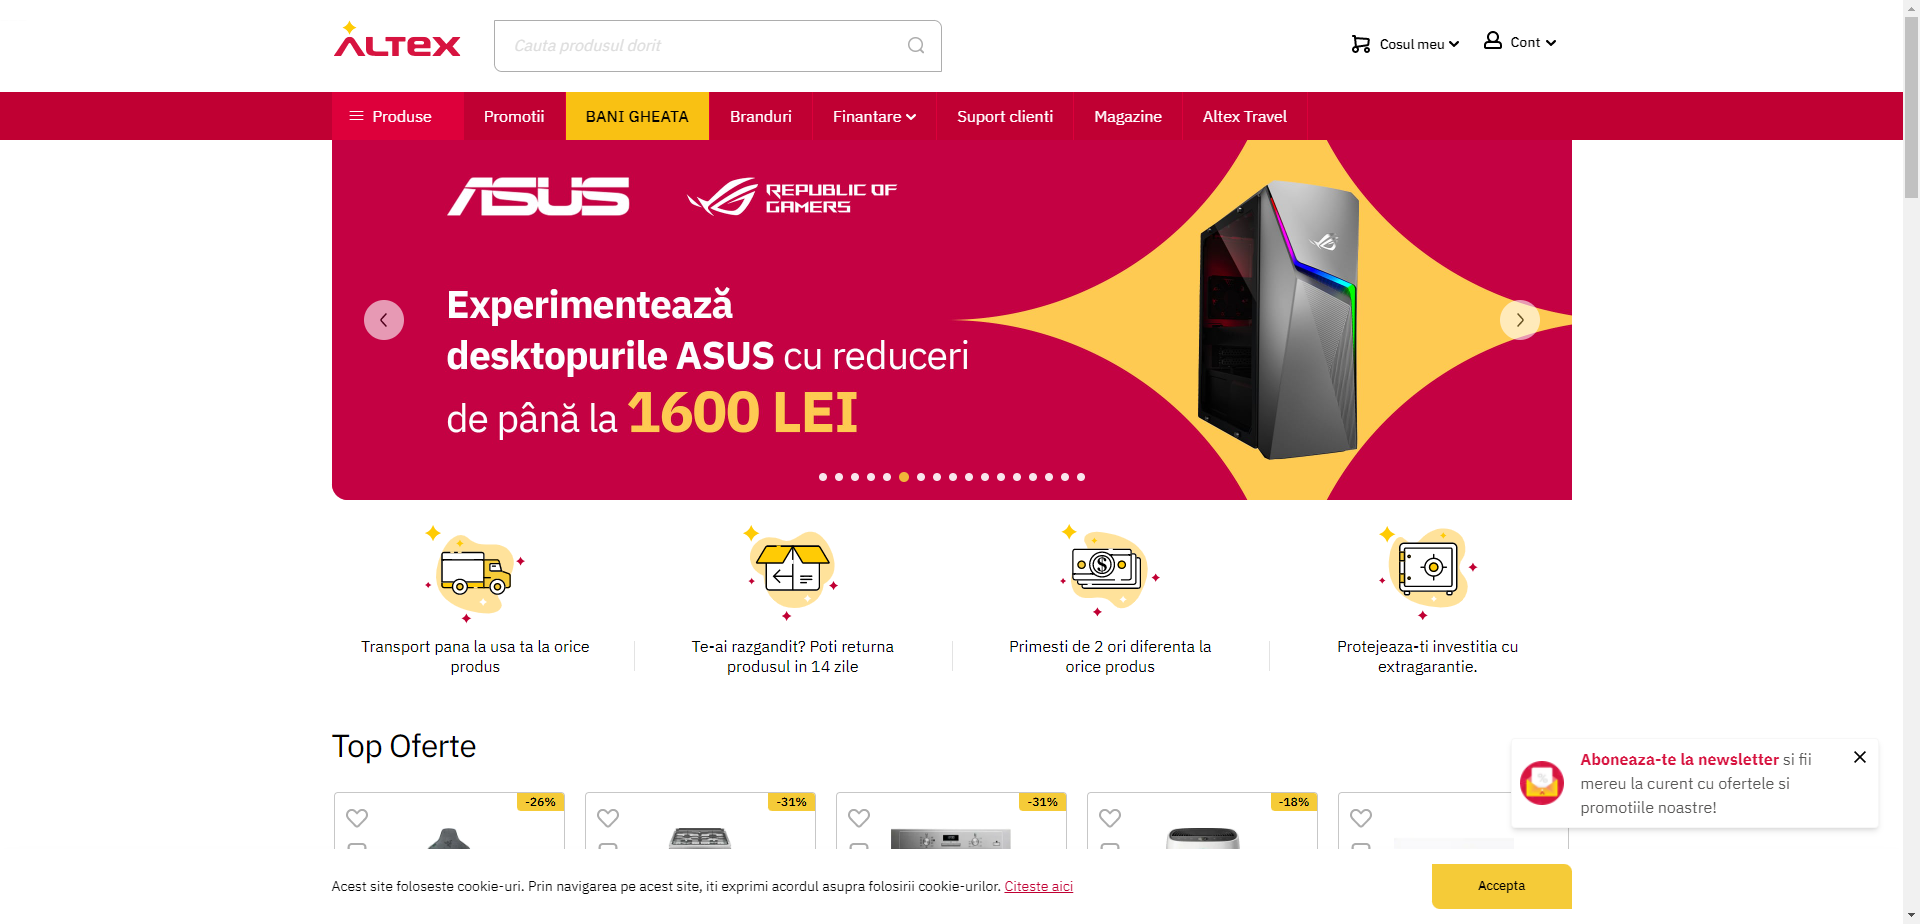 ALTEX
Cauta produsul dorit
Cosul meu
Cont
Produse
Promotii
BANI GHEATA
Branduri
Finantare
Suport clienti
Magazine
Altex Travel
ASUS
REPUBLIC OF
GAMERS
Experimentează
desktopurile ASUS cu reduceri
de până la 1600 LEI
Transport pana la usa ta la orice
produs
Te-ai razgandit? Poti returna
produsul in 14 zile
Primesti de 2 ori diferenta la
orice produs
Protejeaza-ti investitia cu
extragarantie.
Top Oferte
-26%
-31%
-31%
-18%
Aboneaza-te la newsletter si fii
mereu la curent cu ofertele si
promotiile noastre!
Acest site foloseste cookie-uri. Prin navigarea pe acest site, iti exprimi acordul asupra folosirii cookie-urilor. Citeste aici
Accepta